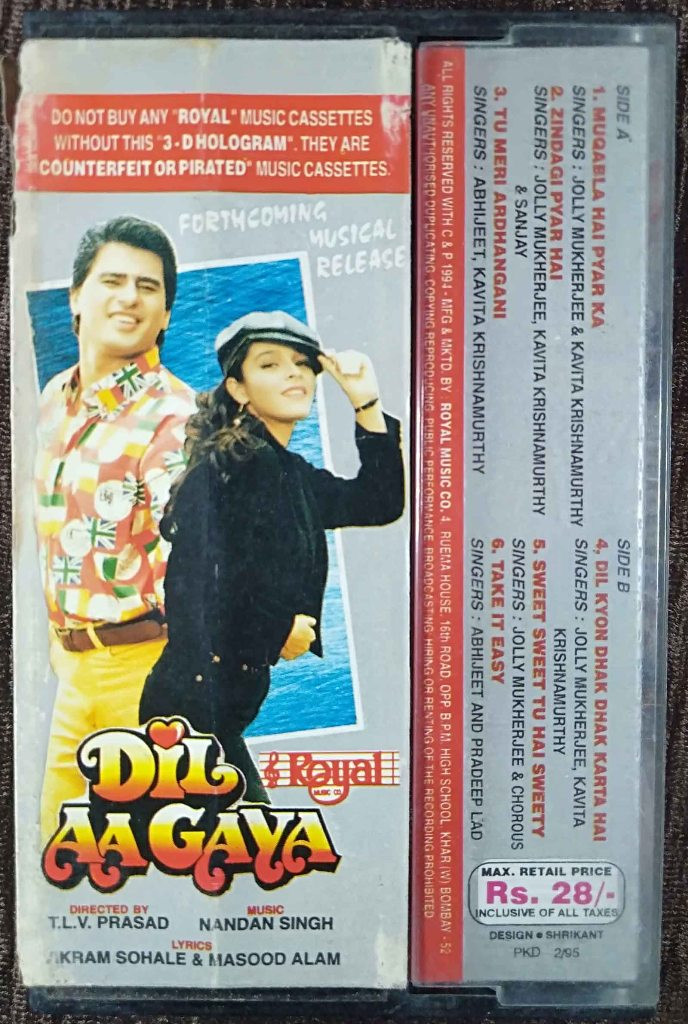 DO NOT BUY ANY "ROYAL" MUSIC CASSETTES
WITHOUT THIS "3-D HOLOGRAM". THEY ARE
COUNTERFEIT OR PIRATED" MUSIC CASSETTES.
FORTHCOMING
MUSICAL
RELEASE
DiL
AA GAYA
Royal
MUSIC CO.
DIRECTED BY
T.L.V. PRASAD
MUSIC
NANDAN SINGH
LYRICS
IKRAM SOHALE & MASOOD ALAM
SIDE A
1. MUQABLA HAI PYAR KA
SINGERS : JOLLY MUKHERJEE & KAVITA KRISHNAMURTHY
2. ZINDAGI PYAR HAI
SINGERS : JOLLY MUKHERJEE, KAVITA KRISHNAMURTHY
& SANJAY
3. TU MERI ARDHANGANI
SINGERS : ABHIJEET, KAVITA KRISHNAMURTHY
SIDE B
4, DIL KYON DHAK DHAK KARTA HAI
SINGERS : JOLLY MUKHERJEE, KAVITA
KRISHNAMURTHY
5. SWEET SWEET TU HAI SWEETY
SINGERS : JOLLY MUKHERJEE & CHOROUS
6. TAKE IT EASY
SINGERS : ABHIJEET AND PRADEEP LAD
ALL RIGHTS RESERVED WITH C & P 1994 - MFG & MKTD. BY : ROYAL MUSIC CO, 4, RUEMA HOUSE, 16th ROAD, OPP. B.P.M. HIGH SCHOOL, KHAR (W) BOMBAY - 52
ANY UNAUTHORISED DUPLICATING, COPYING REPRODUCING, PUBLIC PERFORMANCE, BROADCASTING, HIRING OR RENTING OF THE RECORDING PROHIBITED
MAX. RETAIL PRICE
Rs. 28/-
INCLUSIVE OF ALL TAXES
DESIGN • SHRIKANT
PKD 2/95